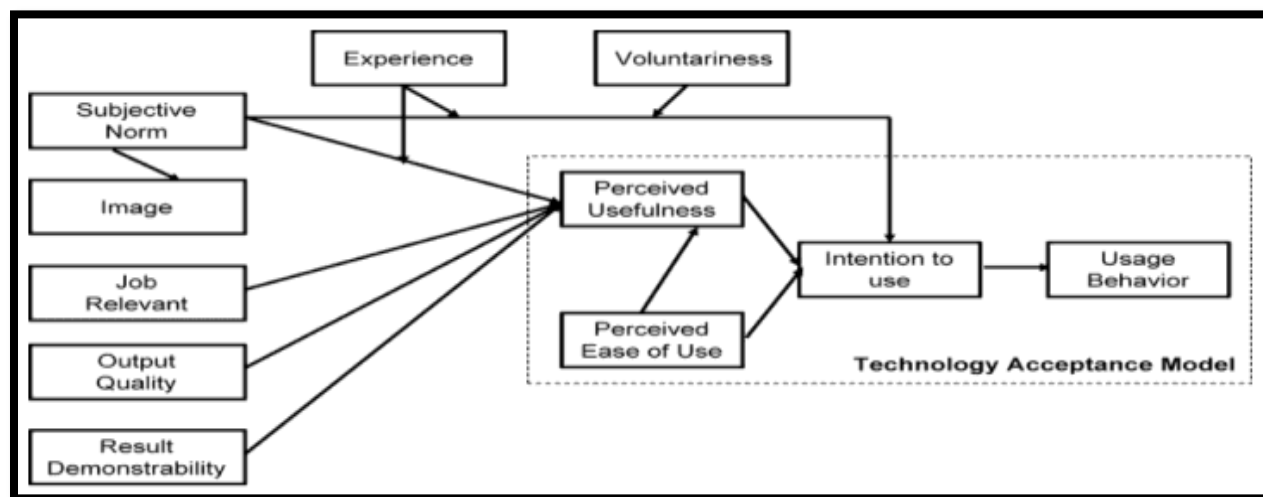 Experience
Voluntariness
Subjective
Norm
Image
Perceived
Usefulness
Job
Relevant
Intention to
use
Usage
Behavior
Output
Quality
Perceived
Ease of Use
Technology Acceptance Model
Result
Demonstrability